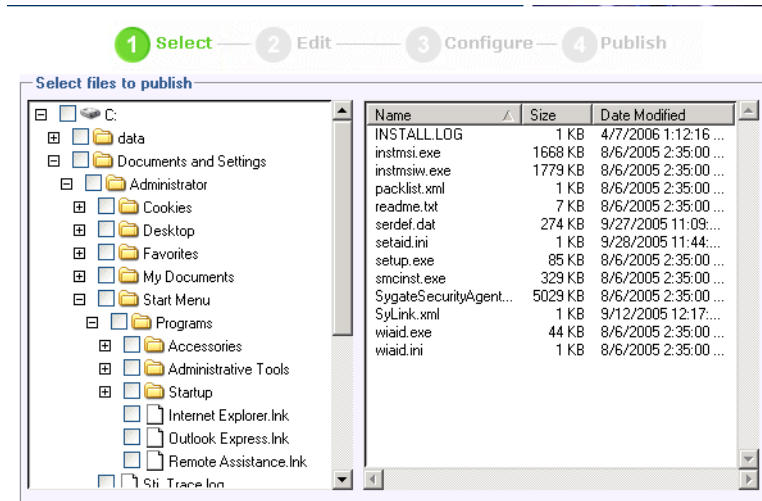 1 Select 2 Edit 3 Configure 4 Publish
Select files to publish
C:
data
Documents and Settings
Administrator
Cookies
Desktop
Favorites
My Documents
Start Menu
Programs
Accessories
Administrative Tools
Startup
Internet Explorer.lnk
Outlook Express.lnk
Remote Assistance.lnk
Sti_Trace.log
Name Size Date Modified
INSTALL.LOG 1 KB 4/7/2006 1:12:16 ...
instmsi.exe 1668 KB 8/6/2005 2:35:00 ...
instmsiw.exe 1779 KB 8/6/2005 2:35:00 ...
packlist.xml 1 KB 8/6/2005 2:35:00 ...
readme.txt 7 KB 8/6/2005 2:35:00 ...
serdef.dat 274 KB 9/27/2005 11:09:...
setaid.ini 1 KB 9/28/2005 11:44:...
setup.exe 85 KB 8/6/2005 2:35:00 ...
smcinst.exe 329 KB 8/6/2005 2:35:00 ...
SygateSecurityAgent... 5029 KB 8/6/2005 2:35:00 ...
SyLink.xml 1 KB 9/12/2005 12:17:...
wiaid.exe 44 KB 8/6/2005 2:35:00 ...
wiaid.ini 1 KB 8/6/2005 2:35:00 ...